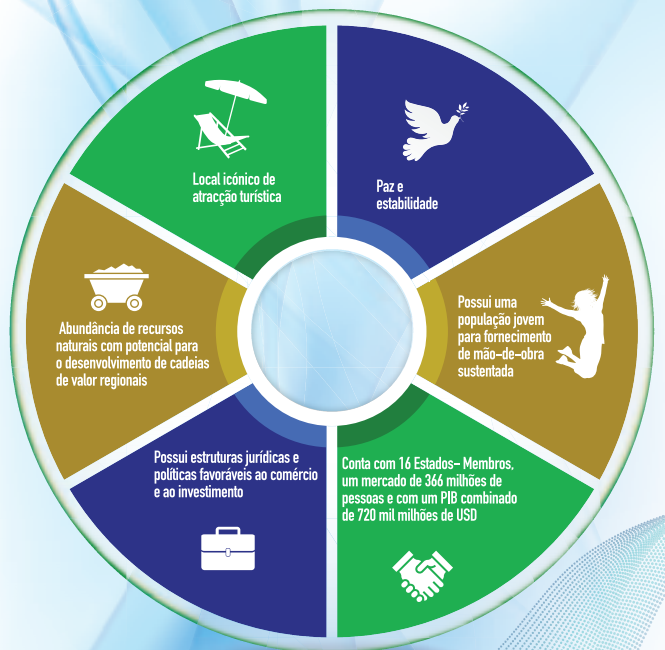 Local icónico de
atracção turística
Paz e
estabilidade
Possui uma
população jovem
para fornecimento
de mão-de-obra
sustentada
Conta com 16 Estados- Membros,
um mercado de 366 milhões de
pessoas e com um PIB combinado
de 720 mil milhões de USD
Possui estruturas jurídicas e
políticas favoráveis ao comércio
e ao investimento
Abundância de recursos
naturais com potencial para
o desenvolvimento de cadeias
de valor regionais